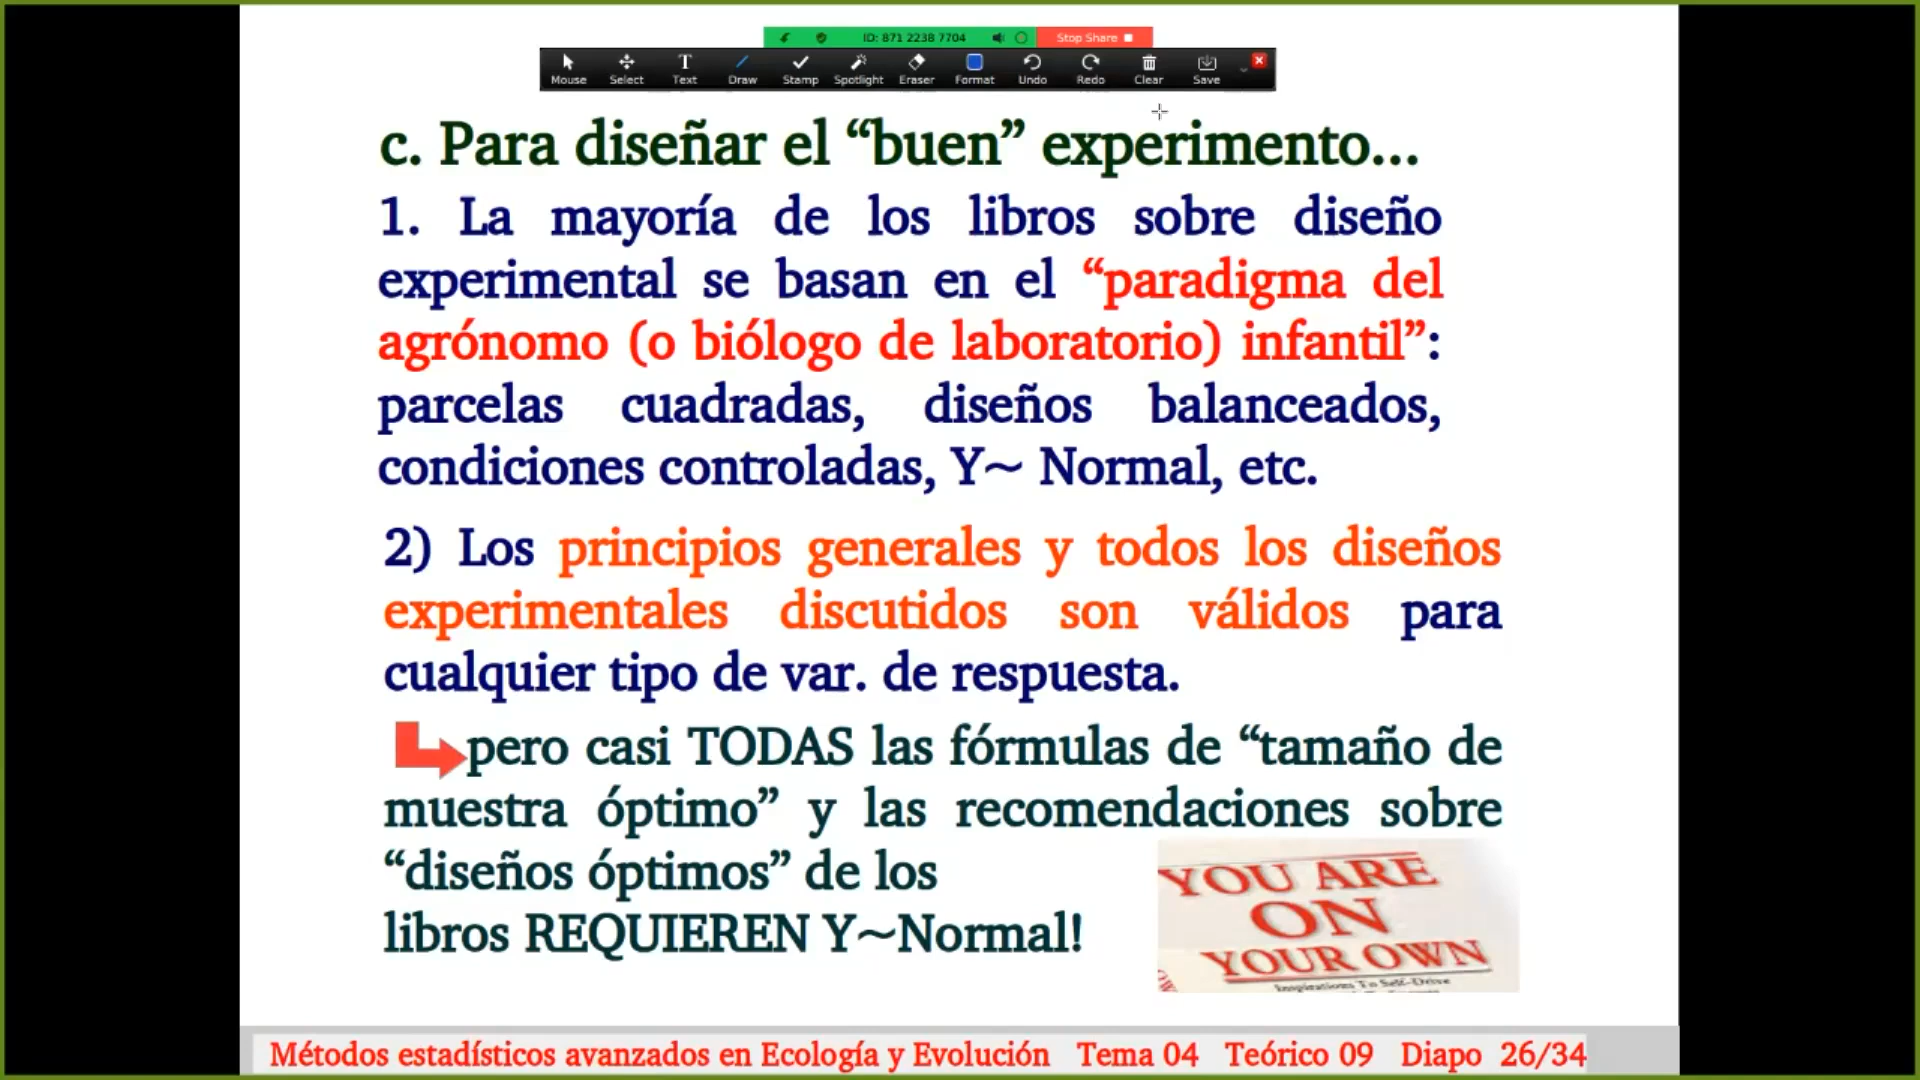 ID: 871 2238 7704 Stop Share
Mouse Select Text Draw Stamp Spotlight Eraser Format Undo Redo Clear Save
c. Para diseñar el “buen” experimento...
1. La mayoría de los libros sobre diseño
experimental se basan en el “paradigma del
agrónomo (o biólogo de laboratorio) infantil”:
parcelas cuadradas, diseños balanceados,
condiciones controladas, Y~ Normal, etc.
2) Los principios generales y todos los diseños
experimentales discutidos son válidos para
cualquier tipo de var. de respuesta.
pero casi TODAS las fórmulas de “tamaño de
muestra óptimo” y las recomendaciones sobre
“diseños óptimos” de los
libros REQUIEREN Y~Normal!
YOU ARE
ON
YOUR OWN
Inspirations To Self-Drive
Métodos estadísticos avanzados en Ecología y Evolución Tema 04 Teórico 09 Diapo 26/34